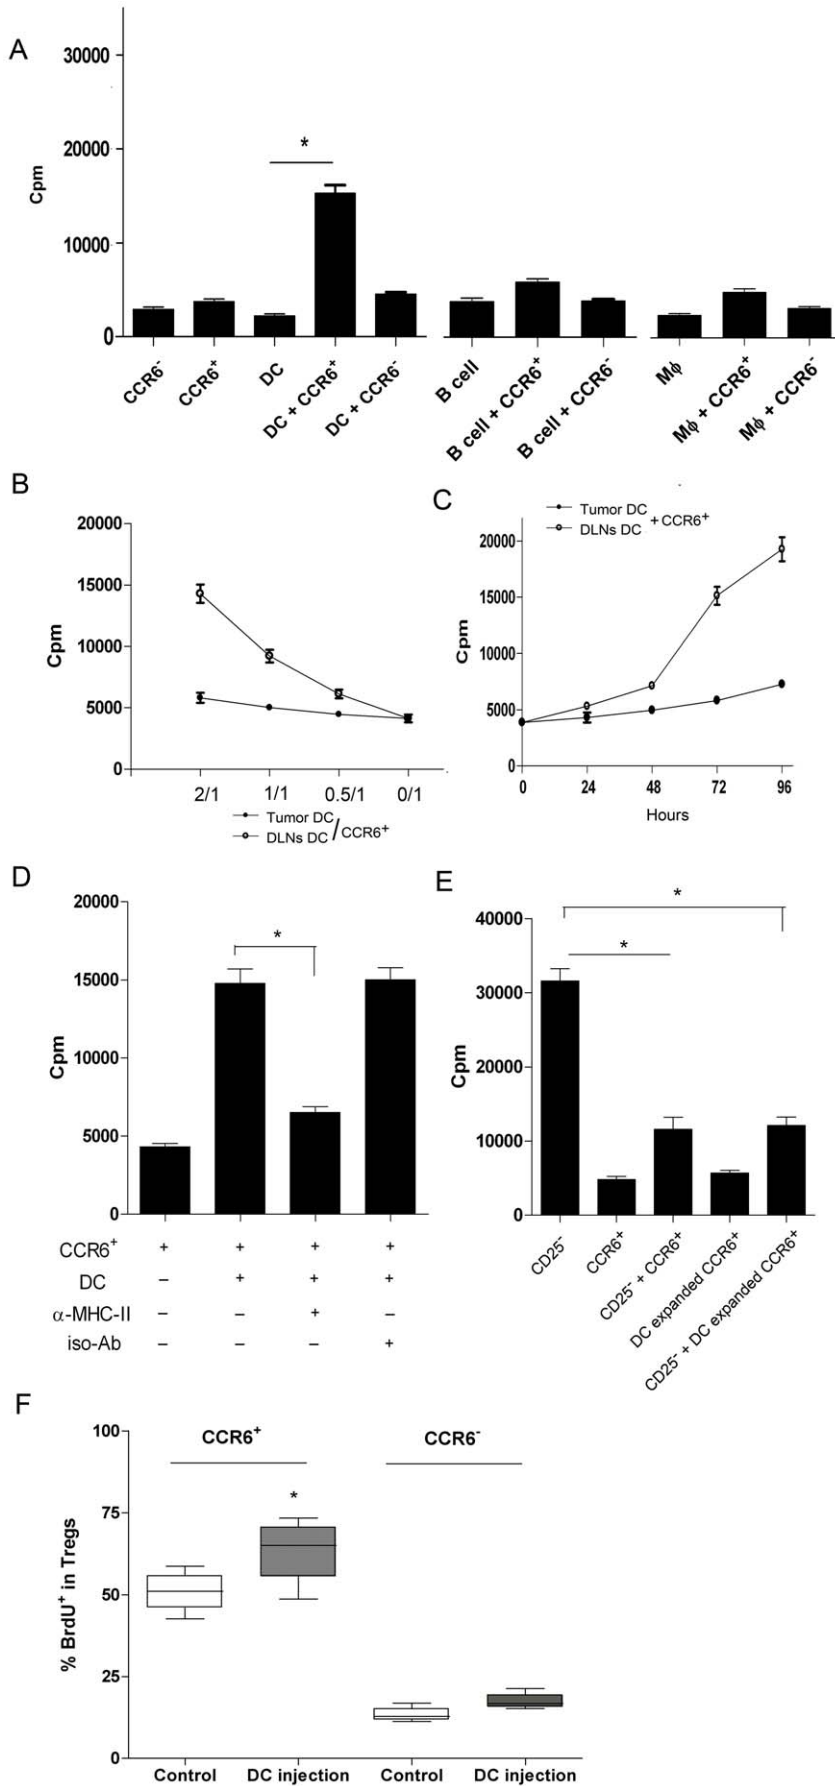 A
30000
20000
10000
0
Cpm
*
CCR6⁻
CCR6⁺
DC
DC + CCR6⁺
DC + CCR6⁻
B cell
B cell + CCR6⁺
B cell + CCR6⁻
Mϕ
Mϕ + CCR6⁺
Mϕ + CCR6⁻
B
20000
15000
10000
5000
0
Cpm
2/1 1/1 0.5/1 0/1
Tumor DC
DLNs DC / CCR6⁺
C
Tumor DC
DLNs DC + CCR6⁺
20000
15000
10000
5000
0
Cpm
0 24 48 72 96
Hours
D
20000
15000
10000
5000
0
Cpm
*
CCR6⁺ + + + +
DC – + + +
α-MHC-II – – + –
iso-Ab – – – +
E
40000
30000
20000
10000
0
Cpm
*
*
CD25⁻
CCR6⁺
CD25⁻ + CCR6⁺
DC expanded CCR6⁺
CD25⁻ + DC expanded CCR6⁺
F
100
75
50
25
0
% BrdU⁺ in Tregs
CCR6⁺ CCR6⁻
*
Control DC injection Control DC injection